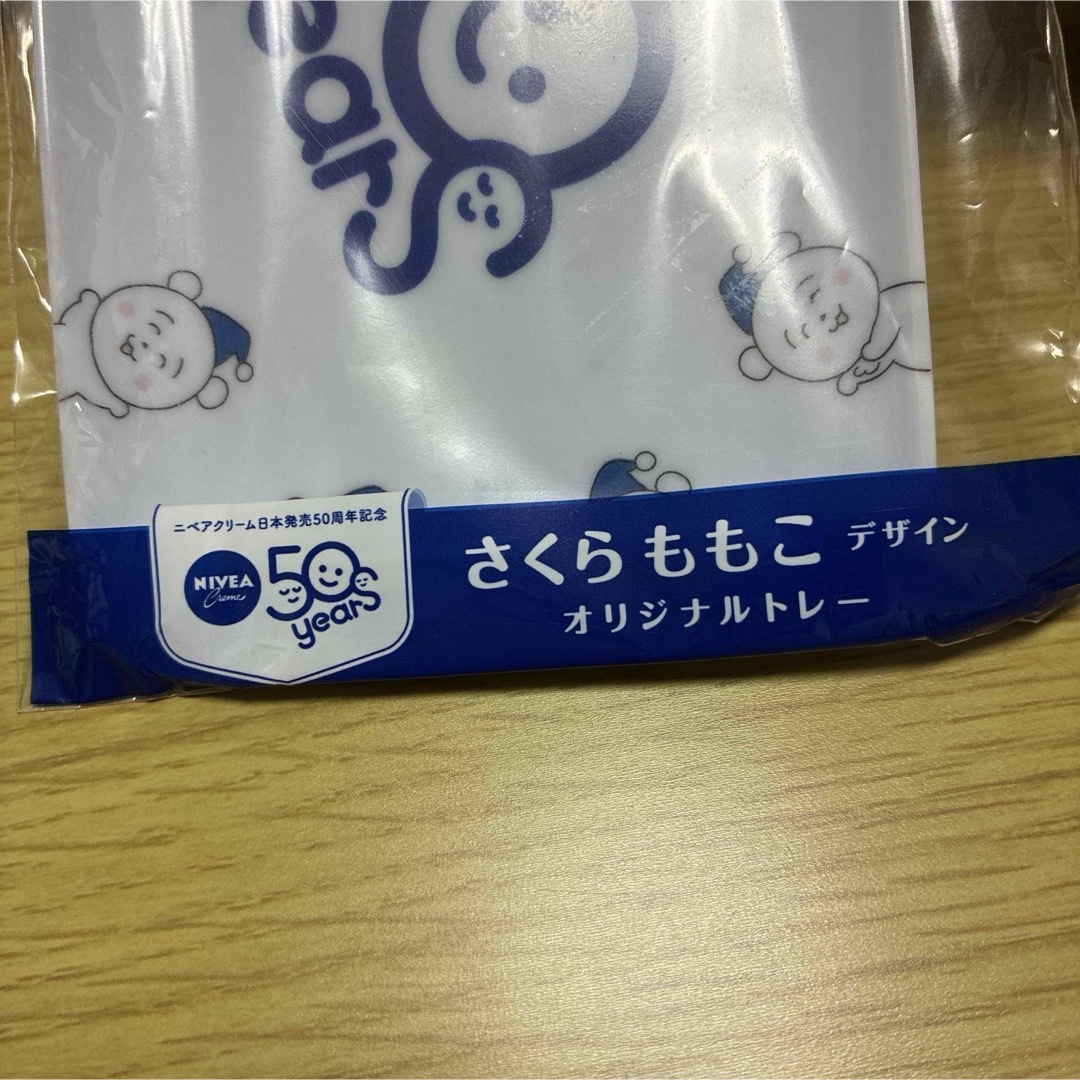 years
ニベアクリーム日本発売50周年記念
NIVEA
Creme
50
years
さくらももこ デザイン
オリジナルトレー